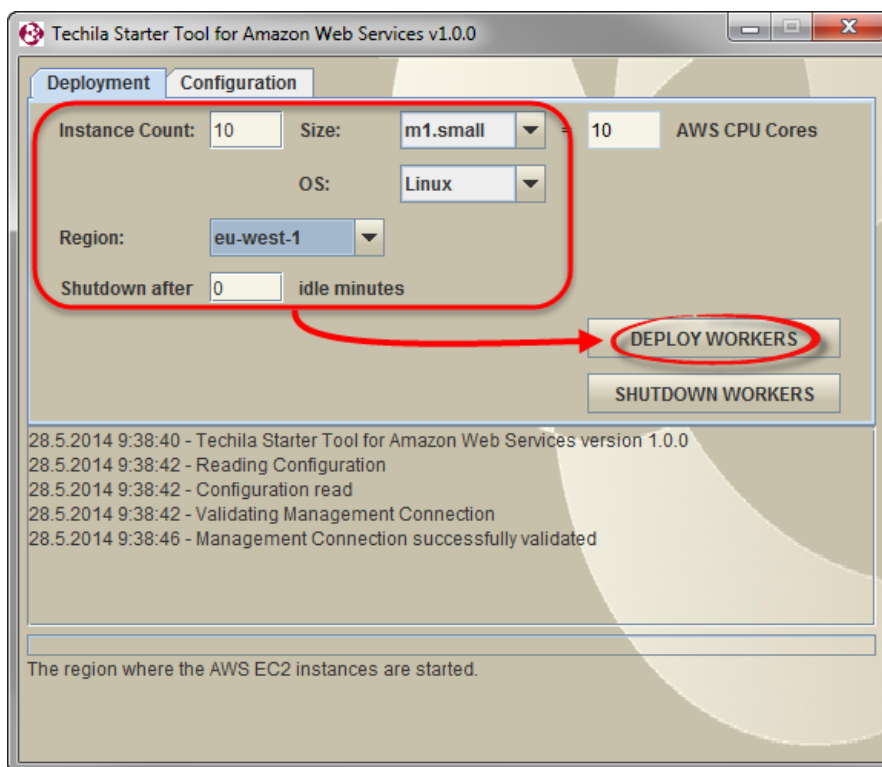 Techila Starter Tool for Amazon Web Services v1.0.0
Deployment Configuration
Instance Count: 10 Size: m1.small = 10 AWS CPU Cores
OS: Linux
Region: eu-west-1
Shutdown after 0 idle minutes
DEPLOY WORKERS
SHUTDOWN WORKERS
28.5.2014 9:38:40 - Techila Starter Tool for Amazon Web Services version 1.0.0
28.5.2014 9:38:42 - Reading Configuration
28.5.2014 9:38:42 - Configuration read
28.5.2014 9:38:42 - Validating Management Connection
28.5.2014 9:38:46 - Management Connection successfully validated
The region where the AWS EC2 instances are started.